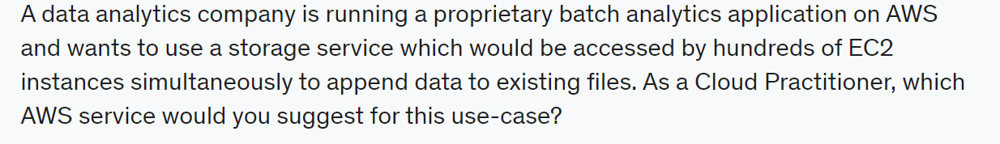 A data analytics company is running a proprietary batch analytics application on AWS
and wants to use a storage service which would be accessed by hundreds of EC2
instances simultaneously to append data to existing files. As a Cloud Practitioner, which
AWS service would you suggest for this use-case?